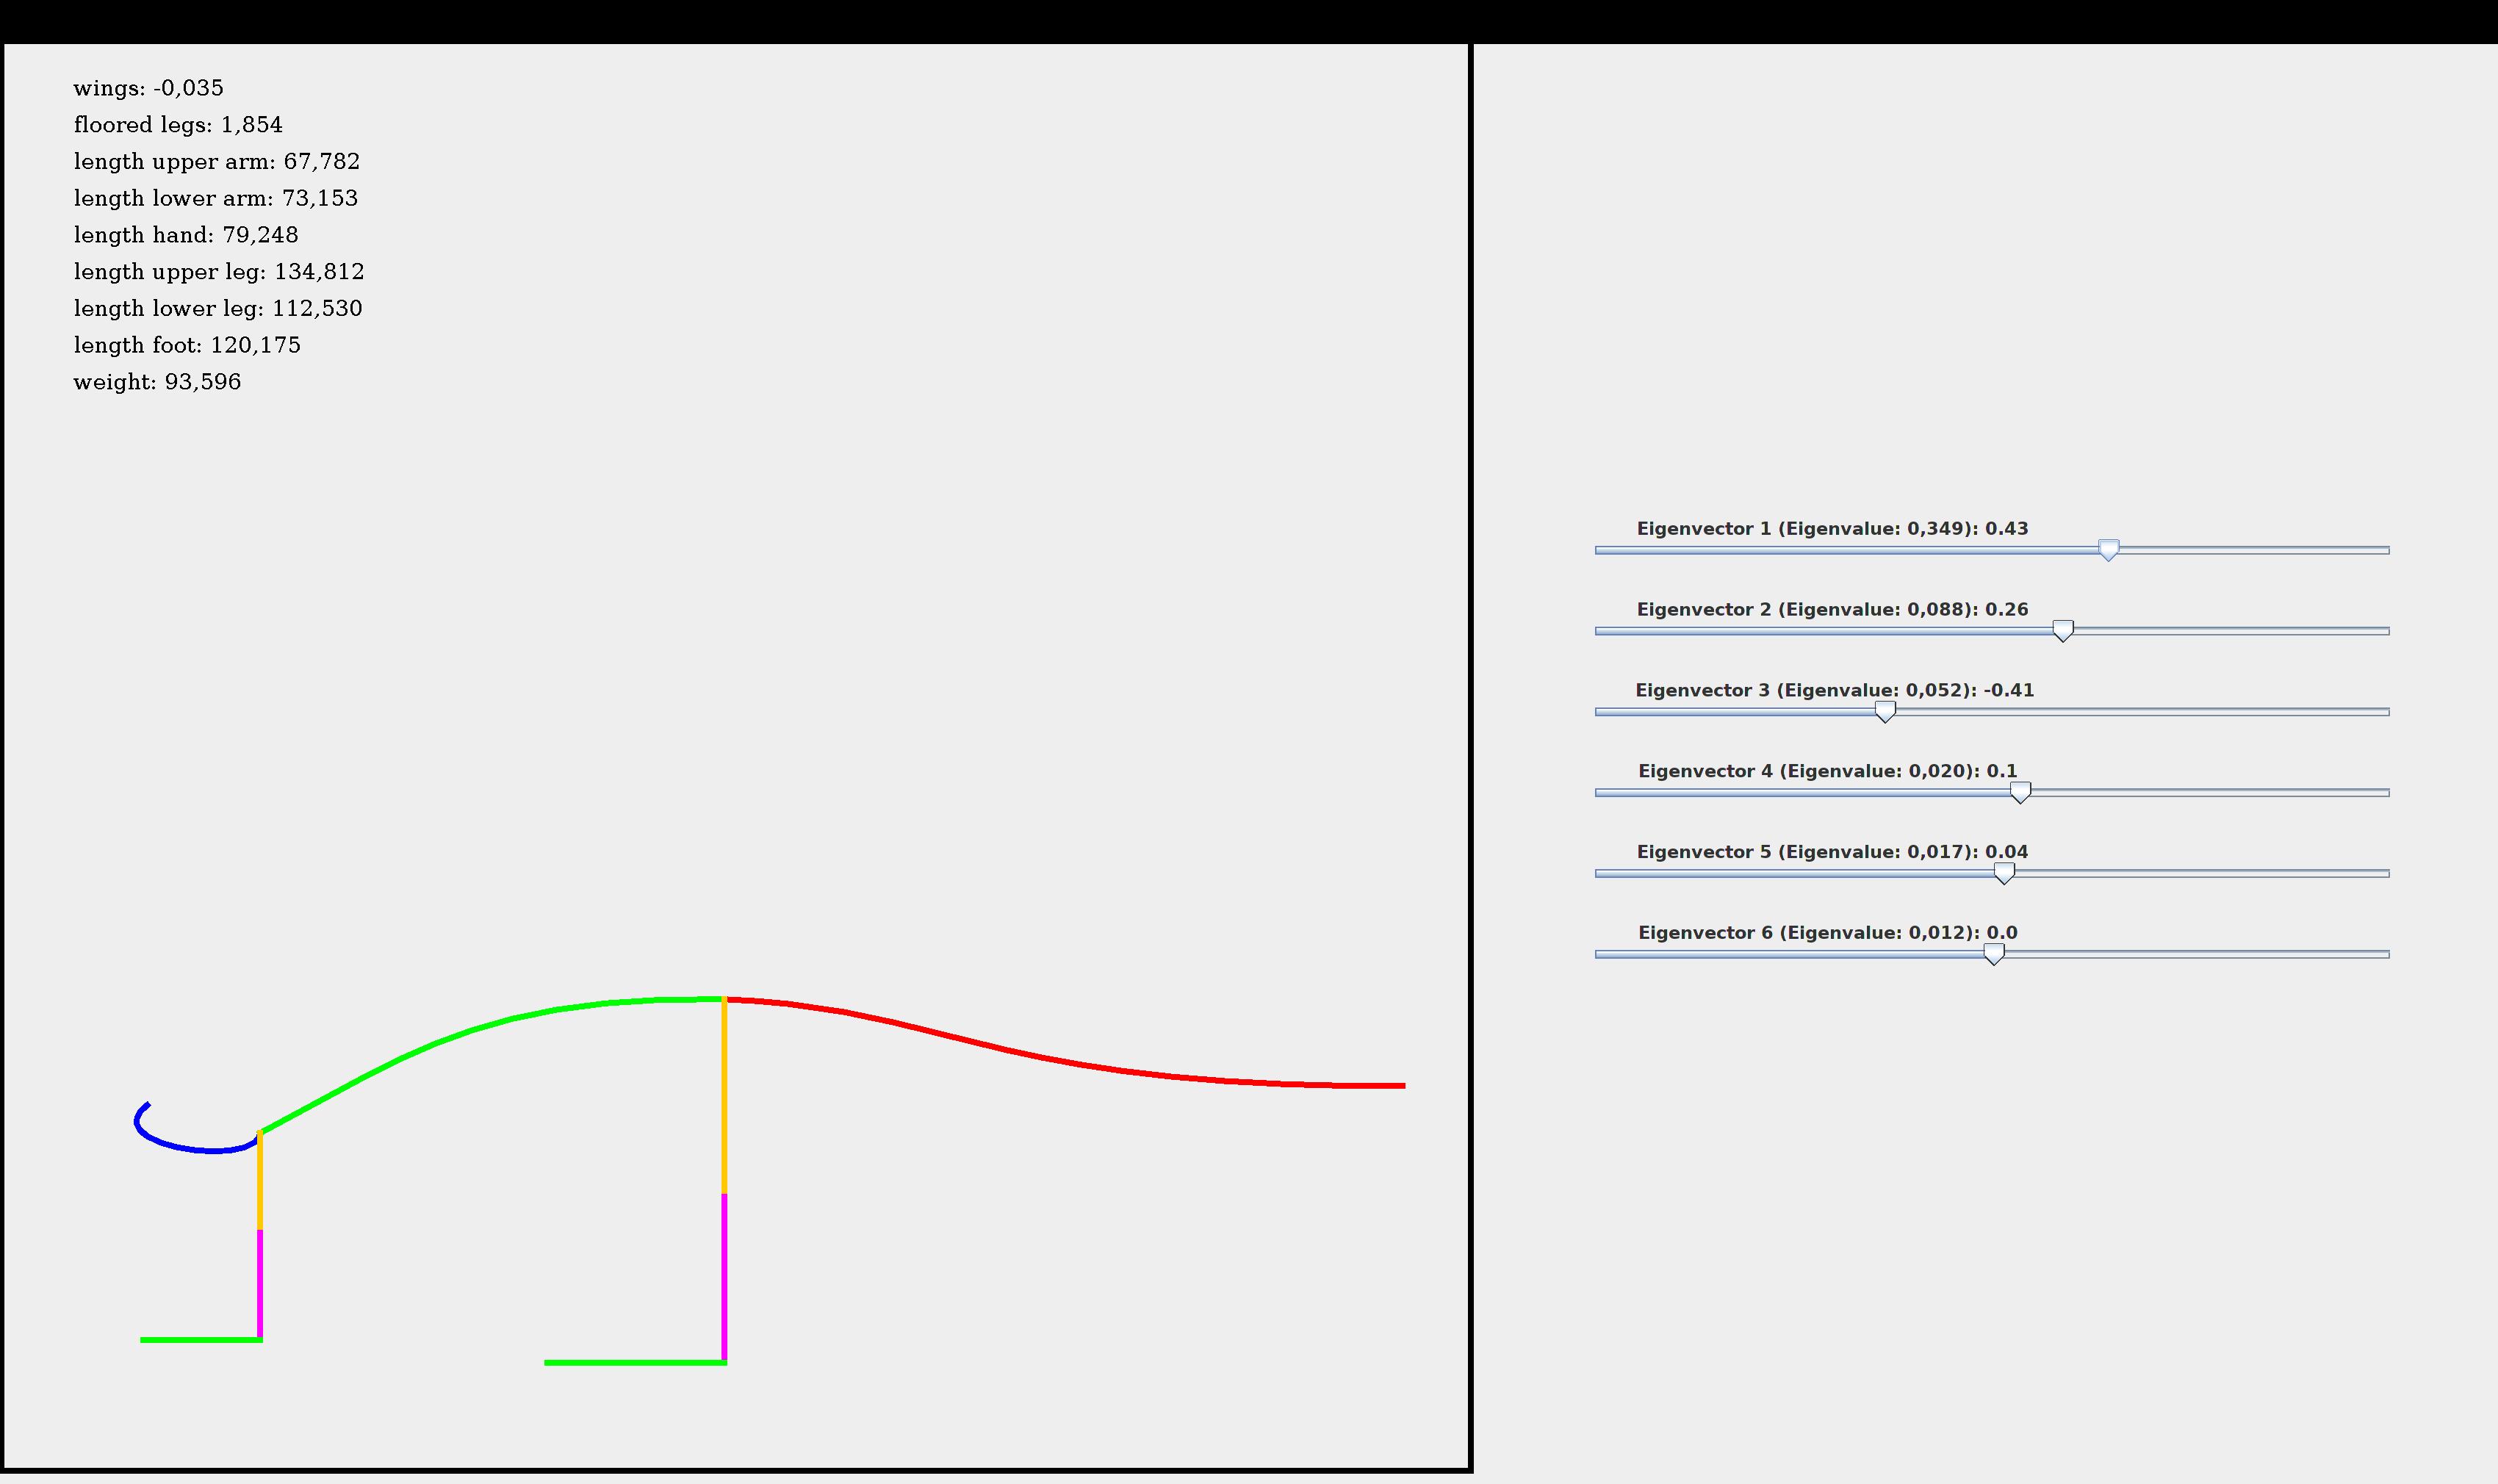 wings: -0,035
floored legs: 1,854
length upper arm: 67,782
length lower arm: 73,153
length hand: 79,248
length upper leg: 134,812
length lower leg: 112,530
length foot: 120,175
weight: 93,596
Eigenvector 1 (Eigenvalue: 0,349): 0.43
Eigenvector 2 (Eigenvalue: 0,088): 0.26
Eigenvector 3 (Eigenvalue: 0,052): -0.41
Eigenvector 4 (Eigenvalue: 0,020): 0.1
Eigenvector 5 (Eigenvalue: 0,017): 0.04
Eigenvector 6 (Eigenvalue: 0,012): 0.0